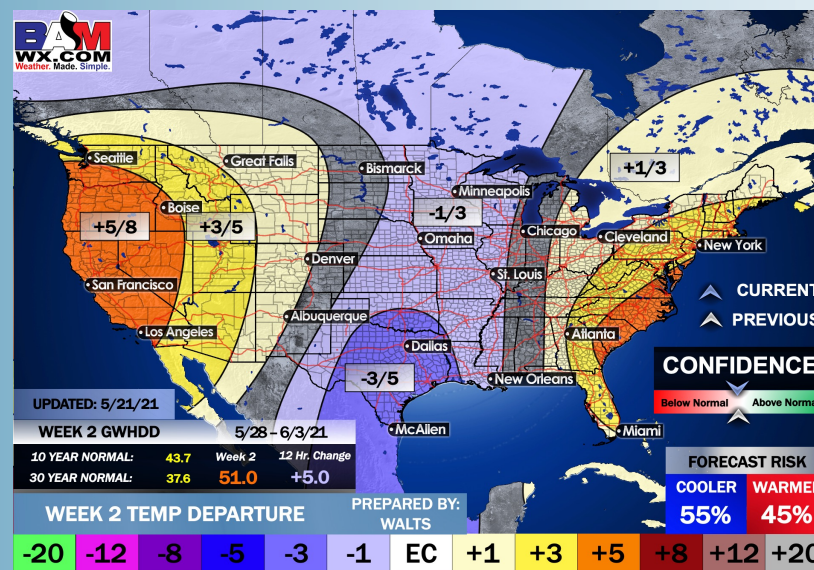 BAM
WX.COM
Weather. Made. Simple.
Seattle
Great Falls
Bismarck
Minneapolis
+1/3
Boise
+5/8
+3/5
-1/3
Omaha
Chicago
Cleveland
New York
Denver
St. Louis
San Francisco
Albuquerque
Los Angeles
Dallas
Atlanta
-3/5
New Orleans
McAllen
Miami
CURRENT
PREVIOUS
CONFIDENCE
Below Normal
Above Norma
UPDATED: 5/21/21
WEEK 2 GWHDD 5/28 – 6/3/21
10 YEAR NORMAL: 43.7 Week 2 12 Hr. Change
30 YEAR NORMAL: 37.6 51.0 +5.0
FORECAST RISK
COOLER WARME
55% 45%
WEEK 2 TEMP DEPARTURE
PREPARED BY:
WALTS
-20 -12 -8 -5 -3 -1 EC +1 +3 +5 +8 +12 +20